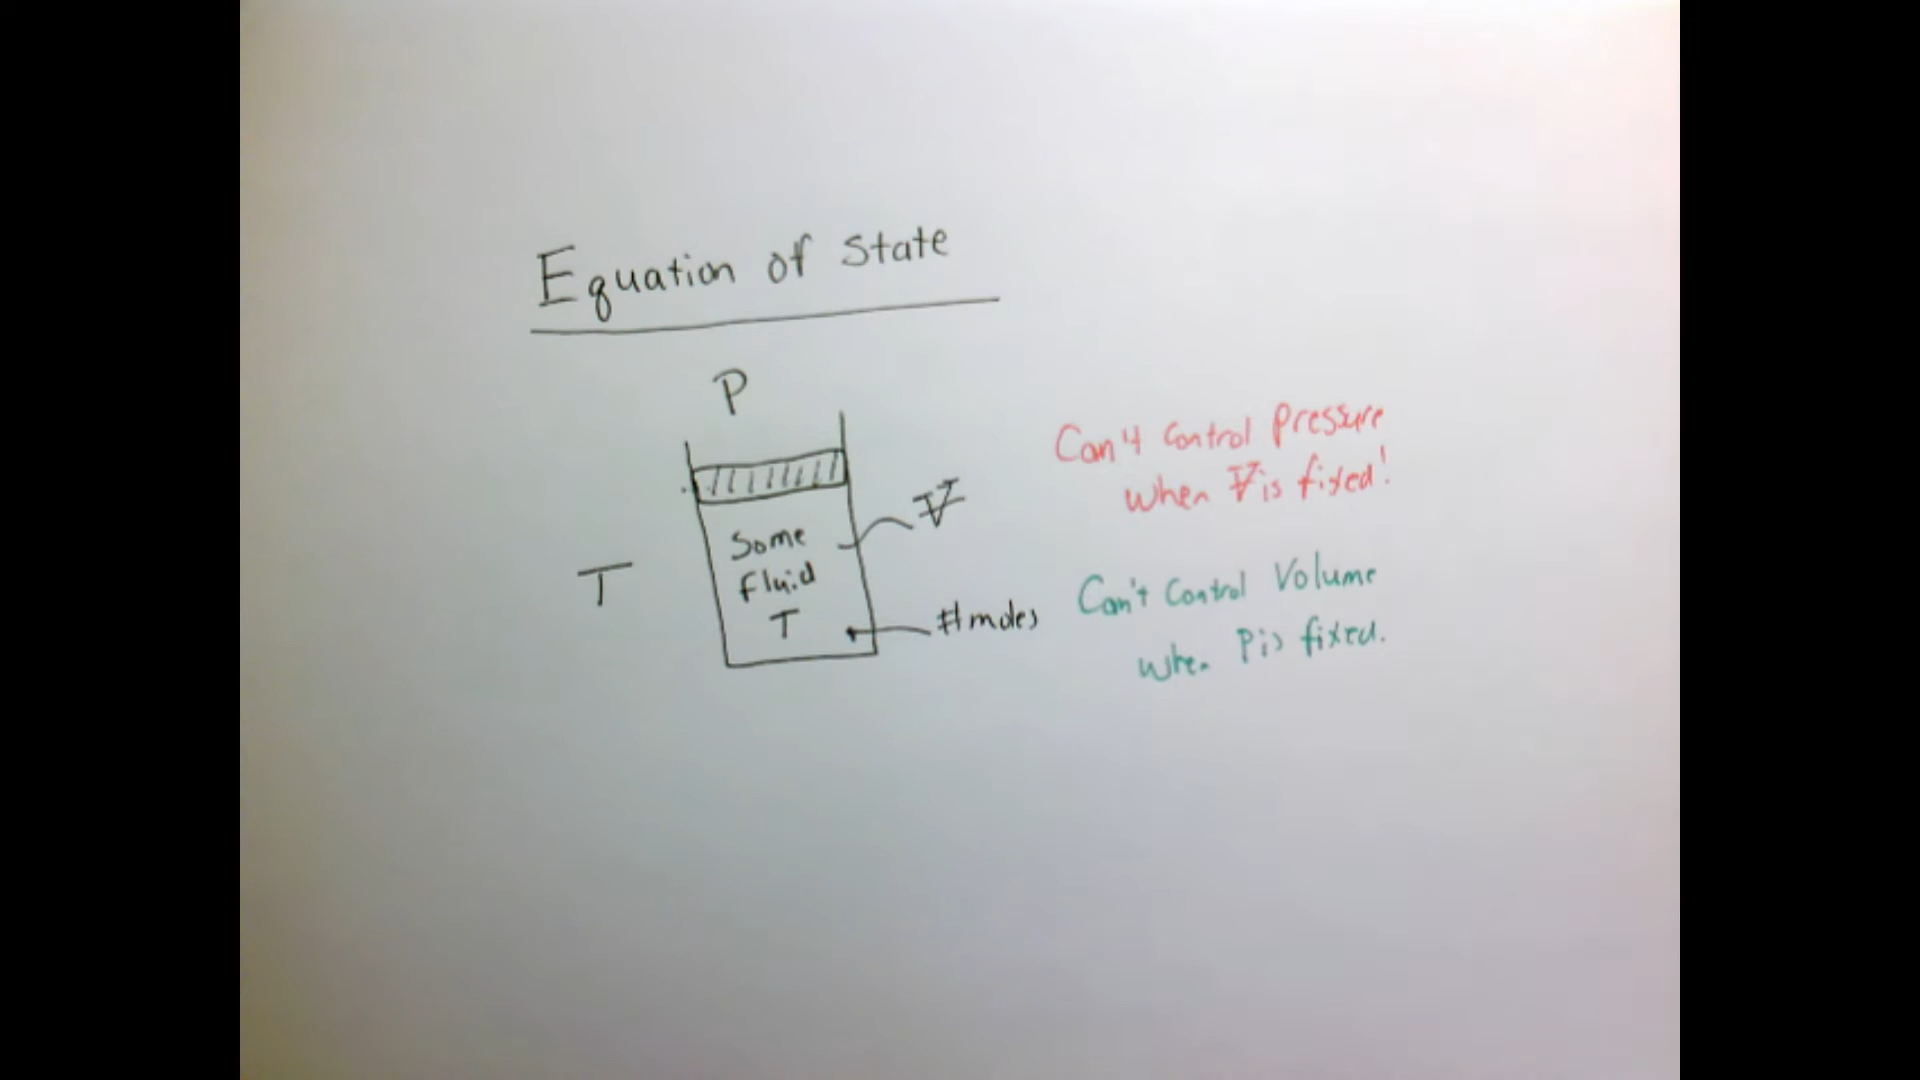 Equation of State
P
Can't control Pressure
when V is fixed!
V
Some
fluid
T
T
# moles
Can't Control Volume
when P is fixed.